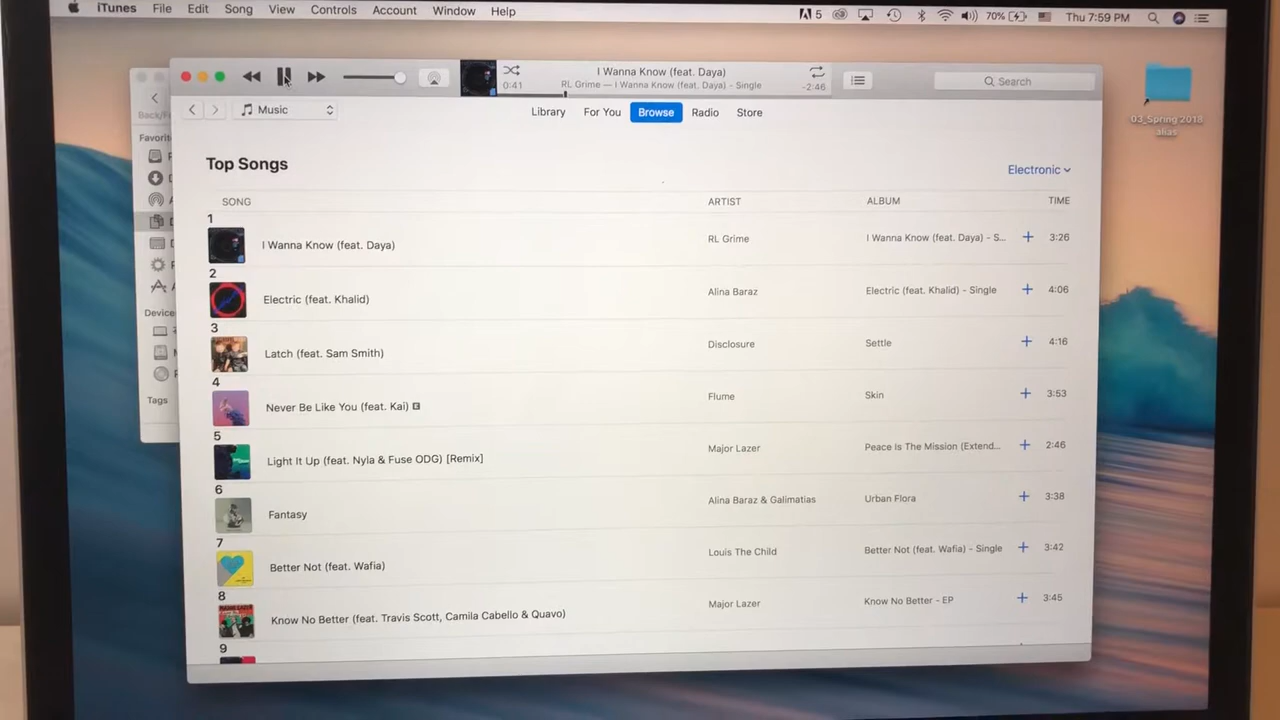 iTunes File Edit Song View Controls Account Window Help 5 70% Thu 7:59 PM
I Wanna Know (feat. Daya)
0:41 RL Grime — I Wanna Know (feat. Daya) - Single -2:46
Search
Music
Library For You Browse Radio Store
Top Songs
Electronic
SONG ARTIST ALBUM TIME
1 I Wanna Know (feat. Daya) RL Grime I Wanna Know (feat. Daya) - S... 3:26
2 Electric (feat. Khalid) Alina Baraz Electric (feat. Khalid) - Single 4:06
3 Latch (feat. Sam Smith) Disclosure Settle 4:16
4 Never Be Like You (feat. Kai) E Flume Skin 3:53
5 Light It Up (feat. Nyla & Fuse ODG) [Remix] Major Lazer Peace Is The Mission (Extend... 2:46
6 Fantasy Alina Baraz & Galimatias Urban Flora 3:38
7 Better Not (feat. Wafia) Louis The Child Better Not (feat. Wafia) - Single 3:42
8 Know No Better (feat. Travis Scott, Camila Cabello & Quavo) Major Lazer Know No Better - EP 3:45
9
Favorit
Device
Tags
03_Spring 2018
alias